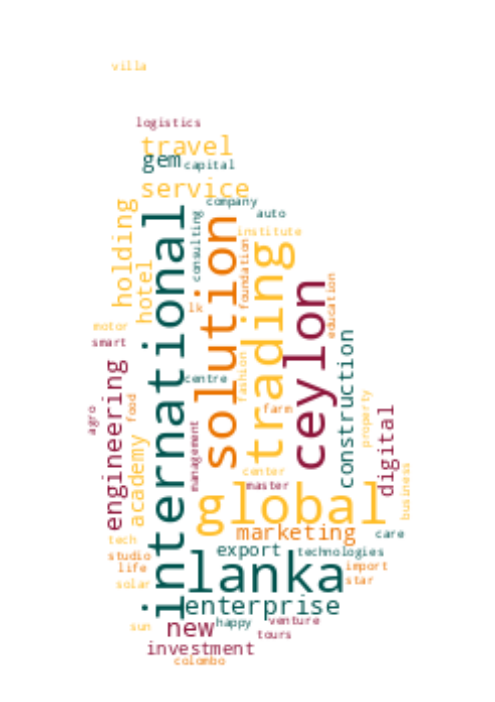 villa
logistics
travel
gem
capital
service
company
auto
holding
international
consulting
solution
institute
foundation
trading
hotel
ceylon
education
lk
motor
smart
construction
centre
fashion
engineering
food
farm
property
agro
academy
management
digital
center
master
business
global
marketing
care
tech
export
technologies
studio
life
lanka
import
star
solar
enterprise
sun
new
happy
venture
tours
investment
colombo